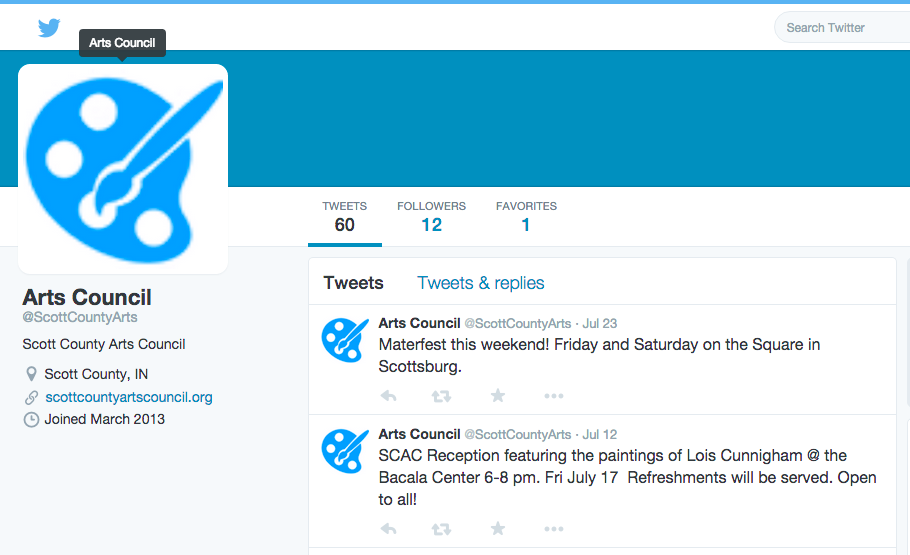 Arts Council
Search Twitter
TWEETS FOLLOWERS FAVORITES
60 12 1
Arts Council
@ScottCountyArts
Scott County Arts Council
Scott County, IN
scottcountyartscouncil.org
Joined March 2013
Tweets Tweets & replies
Arts Council @ScottCountyArts · Jul 23
Materfest this weekend! Friday and Saturday on the Square in
Scottsburg.
Arts Council @ScottCountyArts · Jul 12
SCAC Reception featuring the paintings of Lois Cunnigham @ the
Bacala Center 6-8 pm. Fri July 17 Refreshments will be served. Open
to all!